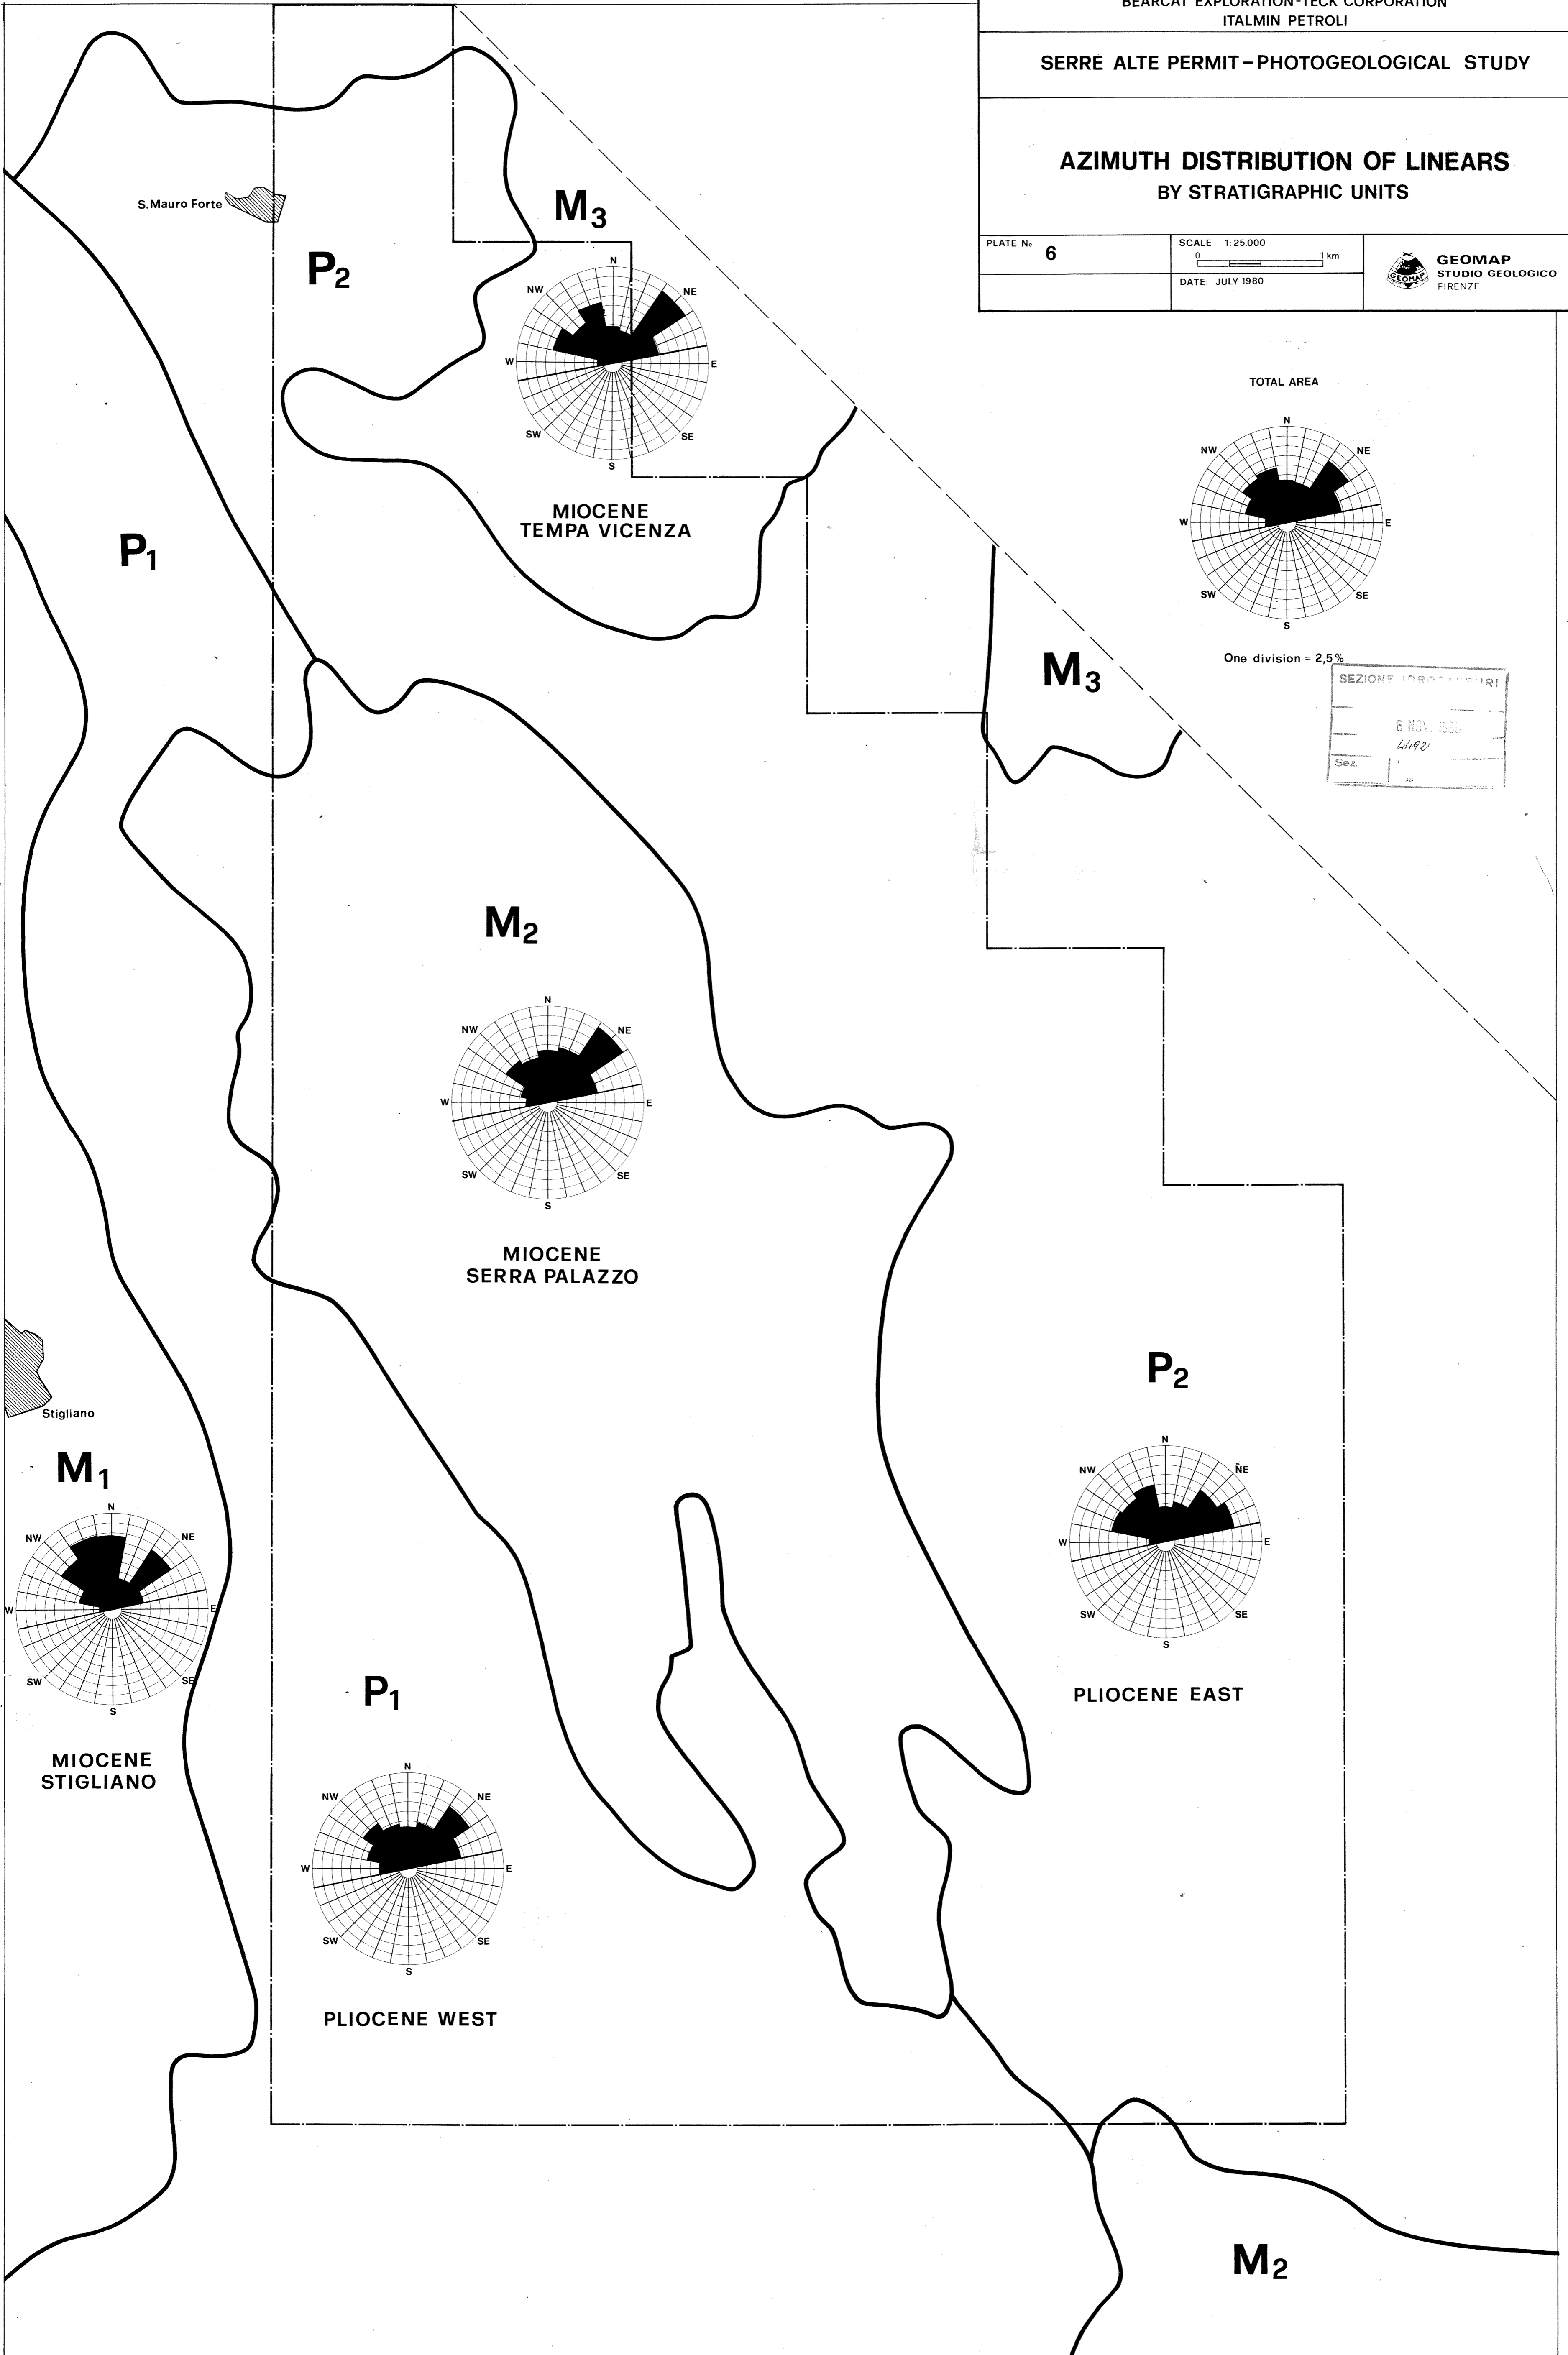 BEARCAT EXPLORATION-TECK CORPORATION
ITALMIN PETROLI
SERRE ALTE PERMIT – PHOTOGEOLOGICAL STUDY
AZIMUTH DISTRIBUTION OF LINEARS
BY STRATIGRAPHIC UNITS
PLATE No 6
SCALE 1:25.000
0 1 km
DATE: JULY 1980
GEOMAP
GEOMAP
STUDIO GEOLOGICO
FIRENZE
S. Mauro Forte
P2
M3
N
NW NE
W E
SW SE
S
MIOCENE
TEMPA VICENZA
TOTAL AREA
N
NW NE
W E
SW SE
S
One division = 2,5%
SEZIONE
6 NOV. 1980
4492
Sez.
P1
M3
M2
N
NW NE
W E
SW SE
S
MIOCENE
SERRA PALAZZO
Stigliano
M1
N
NW NE
W E
SW SE
S
MIOCENE
STIGLIANO
P2
N
NW NE
W E
SW SE
S
PLIOCENE EAST
P1
N
NW NE
W E
SW SE
S
PLIOCENE WEST
M2